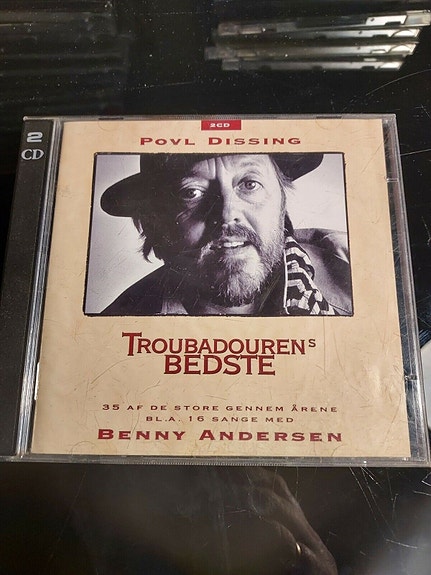 2
CD
2CD
POVL DISSING
TROUBADOURENS
BEDSTE
35 AF DE STORE GENNEM ÅRENE
BL.A. 16 SANGE MED
BENNY ANDERSEN